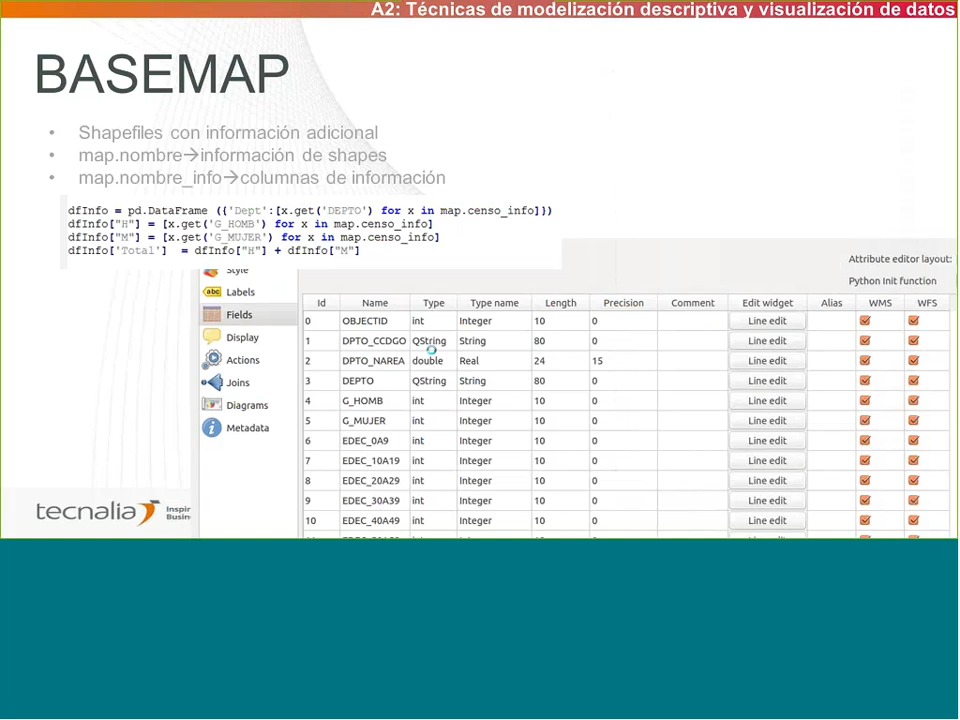 A2: Técnicas de modelización descriptiva y visualización de datos
BASEMAP
• Shapefiles con información adicional
• map.nombre→información de shapes
• map.nombre_info→columnas de información
dfInfo = pd.DataFrame ({'Dept':[x.get('DEPTO') for x in map.censo_info]})
dfInfo["H"] = [x.get('G_HOMB') for x in map.censo_info]
dfInfo["M"] = [x.get('G_MUJER') for x in map.censo_info]
dfInfo['Total'] = dfInfo["H"] + dfInfo["M"]
Attribute editor layout:
Python Init function
Style
Labels
Fields
Display
Actions
Joins
Diagrams
Metadata
Id Name Type Type name Length Precision Comment Edit widget Alias WMS WFS
0 OBJECTID int Integer 10 0 Line edit
1 DPTO_CCDGO QString String 80 0 Line edit
2 DPTO_NAREA double Real 24 15 Line edit
3 DEPTO QString String 80 0 Line edit
4 G_HOMB int Integer 10 0 Line edit
5 G_MUJER int Integer 10 0 Line edit
6 EDEC_0A9 int Integer 10 0 Line edit
7 EDEC_10A19 int Integer 10 0 Line edit
8 EDEC_20A29 int Integer 10 0 Line edit
9 EDEC_30A39 int Integer 10 0 Line edit
10 EDEC_40A49 int Integer 10 0 Line edit
tecnalia
Inspir
Busin